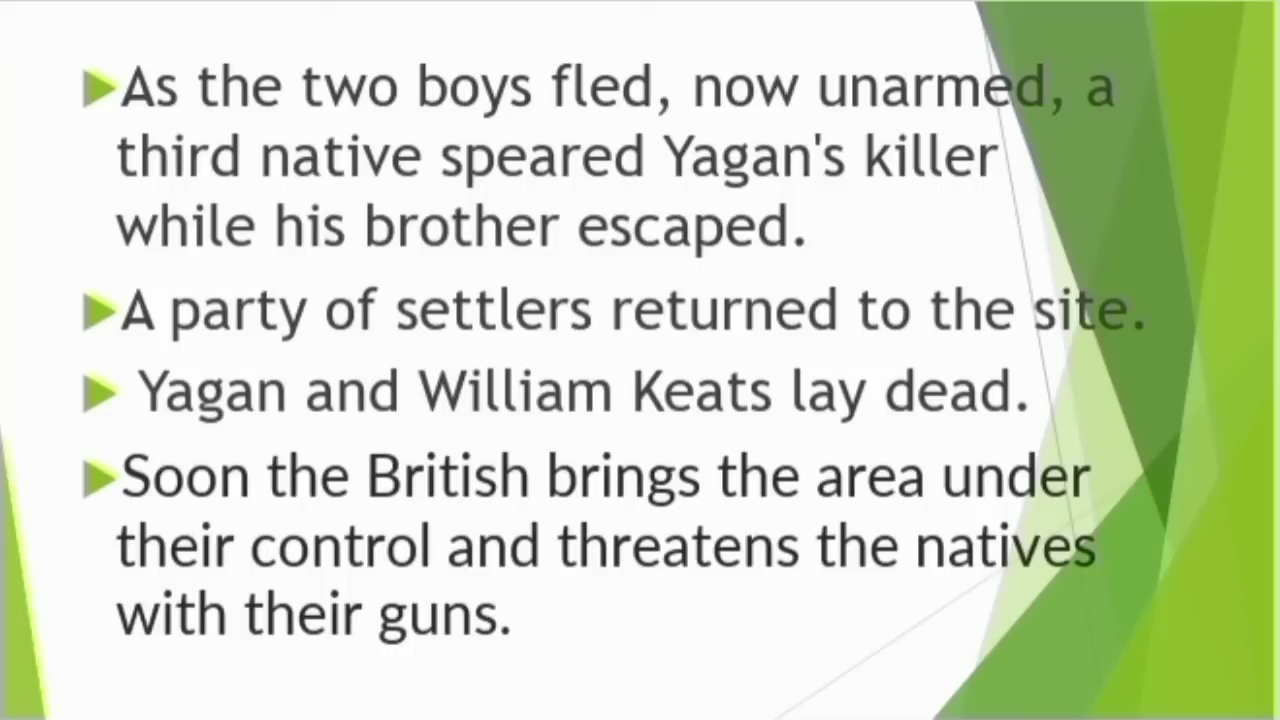 As the two boys fled, now unarmed, a
third native speared Yagan's killer
while his brother escaped.
A party of settlers returned to the site.
Yagan and William Keats lay dead.
Soon the British brings the area under
their control and threatens the natives
with their guns.